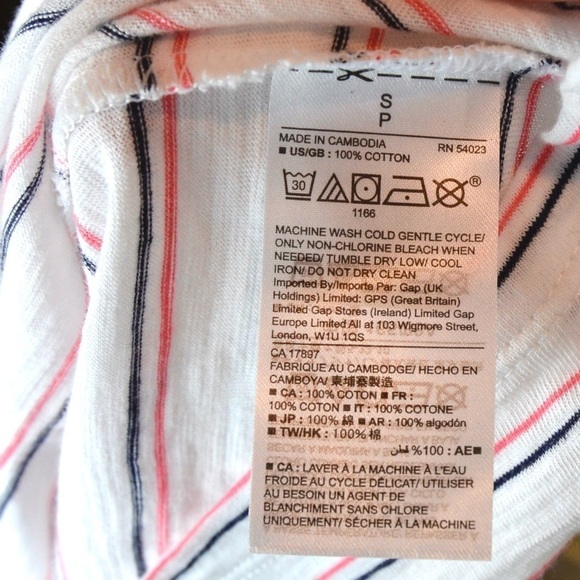 S
P
MADE IN CAMBODIA RN 54023
■ US/GB : 100% COTTON
30 ®
1166
MACHINE WASH COLD GENTLE CYCLE/
ONLY NON-CHLORINE BLEACH WHEN
NEEDED/ TUMBLE DRY LOW/ COOL
IRON/ DO NOT DRY CLEAN
Imported By/Importe Par: Gap (UK
Holdings) Limited: GPS (Great Britain)
Limited Gap Stores (Ireland) Limited Gap
Europe Limited All at 103 Wigmore Street,
London, W1U 1QS
CA 17897
FABRIQUE AU CAMBODGE/ HECHO EN
CAMBOYA/ 柬埔寨製造
■ CA : 100% COTON ■ FR :
100% COTON ■ IT : 100% COTONE
■ JP : 100% 綿 ■ AR : 100% algodón
■ TW/HK : 100% 棉
■AE : 100% قطن
■ CA : LAVER À LA MACHINE À L'EAU
FROIDE AU CYCLE DÉLICAT/ UTILISER
AU BESOIN UN AGENT DE
BLANCHIMENT SANS CHLORE
UNIQUEMENT/ SÉCHER À LA MACHINE